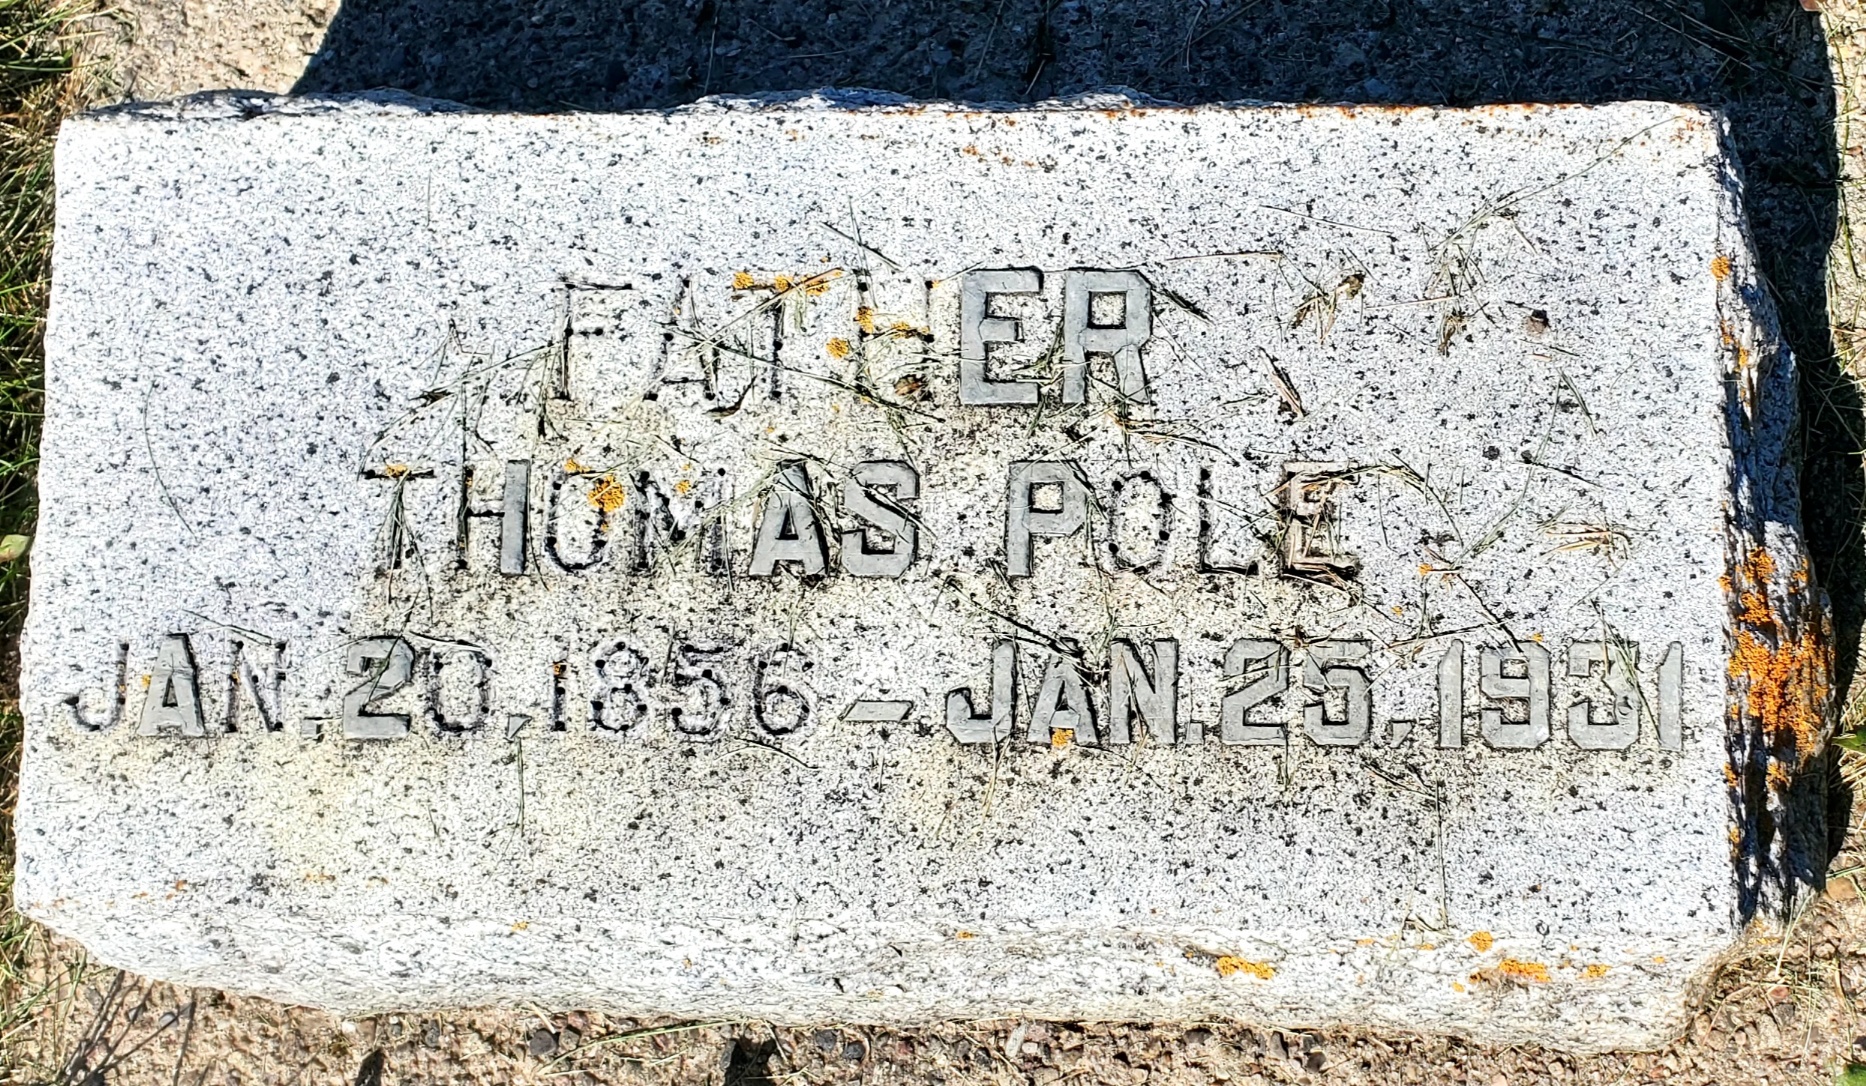 FATHER
THOMAS POLE
JAN. 20, 1856 – JAN. 25, 1931